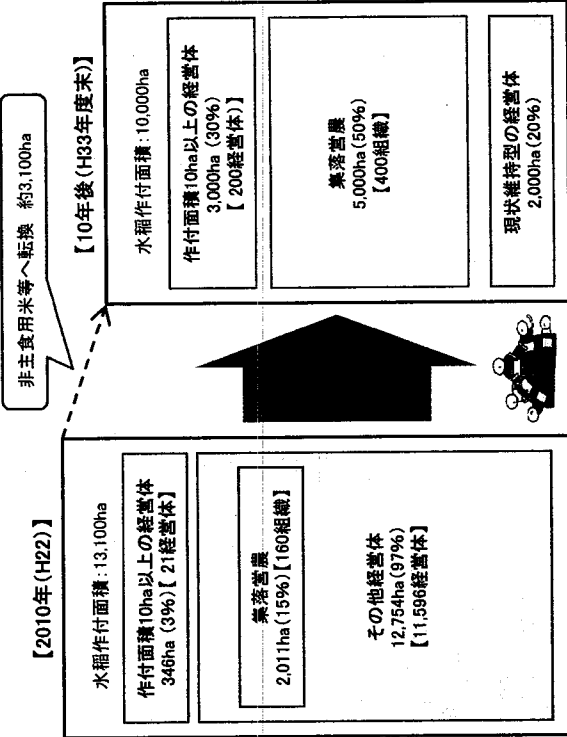 非主食用米等へ転換 約3,100ha
【2010年(H22)】
水稲作付面積:13,100ha
作付面積10ha以上の経営体
346ha (3%)【 21経営体】
集落営農
2,011ha(15%)【160組織】
その他経営体
12,754ha(97%)
【11,596経営体】
【10年後(H33年度末)】
水稲作付面積:10,000ha
作付面積10ha以上の経営体
3,000ha (30%)
【 200経営体)】
集落営農
5,000ha(50%)
【400組織】
現状維持型の経営体
2,000ha(20%)